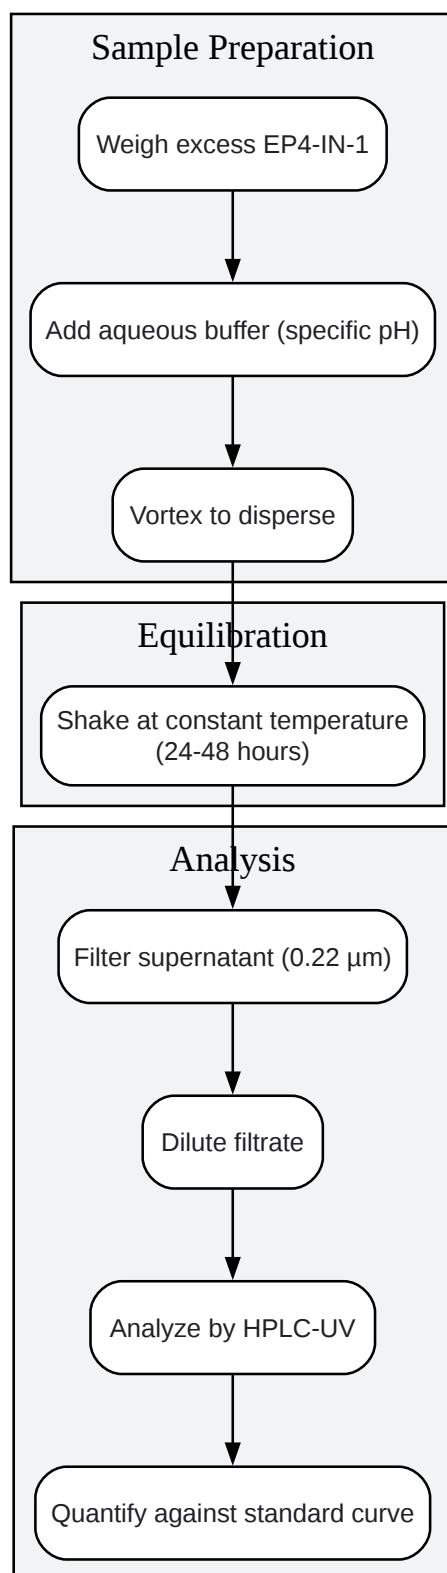 Sample Preparation
Weigh excess EP4-IN-1
Add aqueous buffer (specific pH)
Vortex to disperse
Equilibration
Shake at constant temperature
(24-48 hours)
Analysis
Filter supernatant (0.22 µm)
Dilute filtrate
Analyze by HPLC-UV
Quantify against standard curve